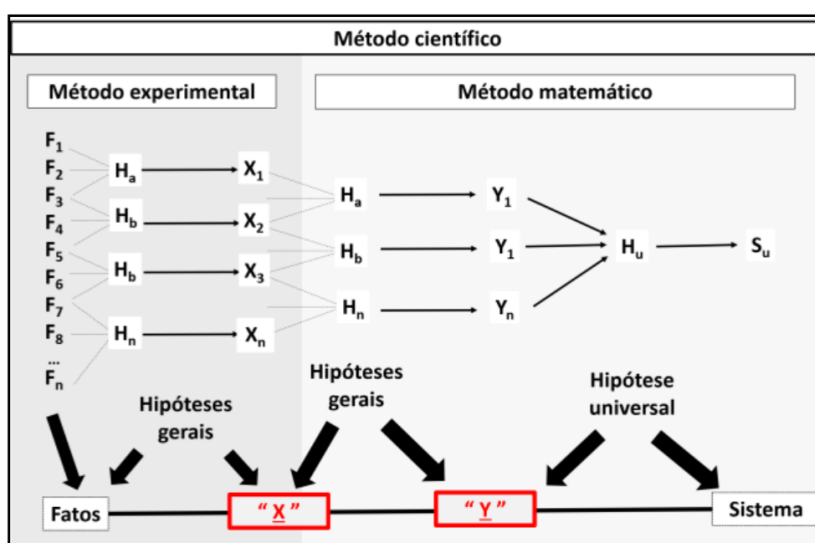 Método científico
Método experimental
Método matemático
F1
F2
F3
F4
F5
F6
F7
F8
...
Fn
Ha
Hb
Hb
Hn
X1
X2
X3
Xn
Ha
Hb
Hn
Y1
Y1
Yn
Hu
Su
Hipóteses
gerais
Hipóteses
gerais
Hipótese
universal
Fatos
“ X ”
“ Y ”
Sistema